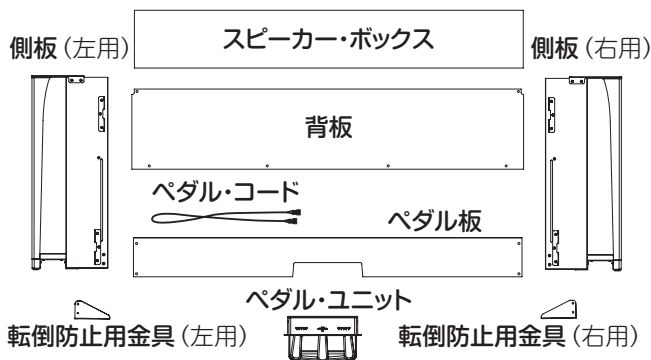 スピーカー・ボックス
側板（左用）
側板（右用）
背板
ペダル・コード
ペダル板
ペダル・ユニット
転倒防止用金具（左用）
転倒防止用金具（右用）